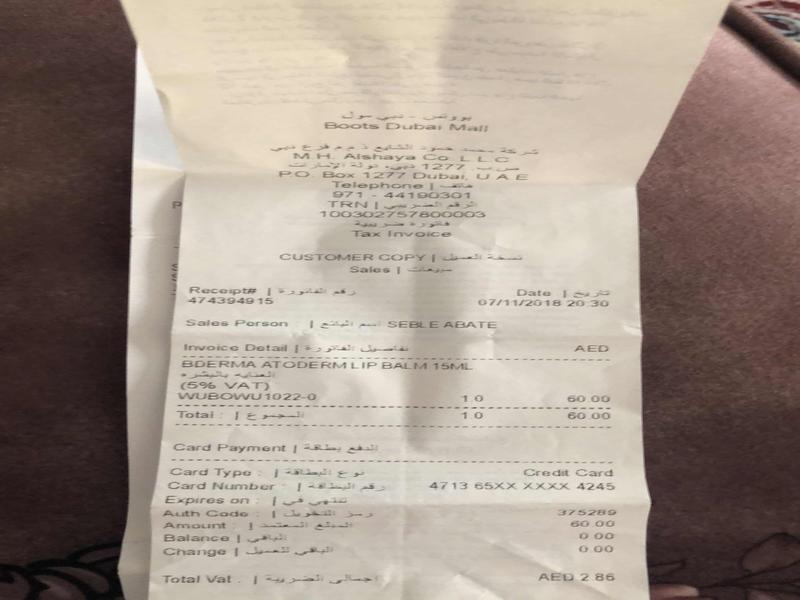 بووتس - دبي مول
Boots Dubai Mall
شركة محمد حمود الشايع ذ.م.م فرع دبي
M.H. Alshaya Co. L.L.C
ص.ب. 1277 دبي، دولة الإمارات
P.O. Box 1277 Dubai, U A E
Telephone | هاتف
971 - 44190301
TRN | الرقم الضريبي
100302757800003
فاتورة ضريبية
Tax Invoice
CUSTOMER COPY | نسخة العميل
Sales | مبيعات
Receipt# | رقم الفاتورة Date | تاريخ
474394915 07/11/2018 20:30
Sales Person | اسم البائع SEBLE ABATE
Invoice Detail | تفاصيل الفاتورة AED
BDERMA ATODERM LIP BALM 15ML
العناية بالبشره
(5% VAT)
WUBOWU1022-0 1.0 60.00
Total : | المجموع : 1.0 60.00
Card Payment | الدفع بطاقة
Card Type : | نوع البطاقة : Credit Card
Card Number : | رقم البطاقة : 4713 65XX XXXX 4245
Expires on : | تنتهي في :
Auth Code : | رمز التخويل : 375289
Amount : | المبلغ المعتمد : 60.00
Balance | الباقي 0.00
Change | الباقي للعميل 0.00
Total Vat : | اجمالي الضريبة : AED 2.86